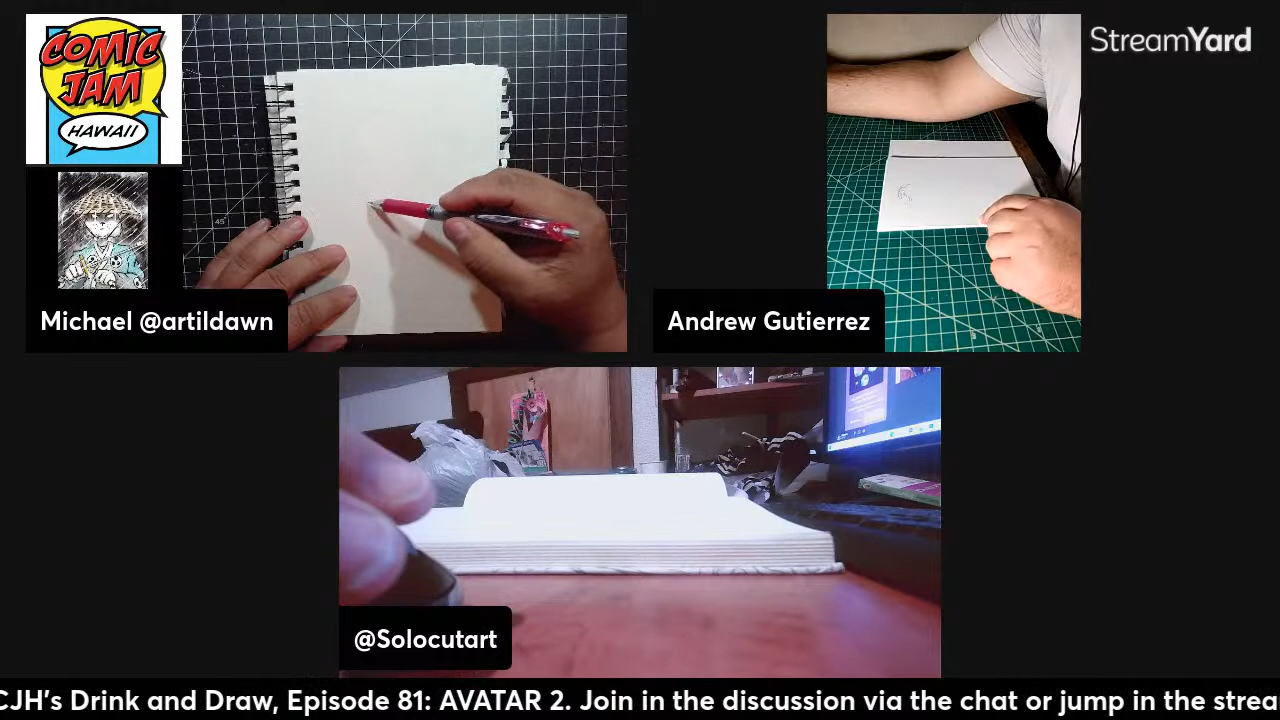 COMIC
JAM
HAWAII
StreamYard
45°
Michael @artildawn
Andrew Gutierrez
@Solocutart
CJH's Drink and Draw, Episode 81: AVATAR 2. Join in the discussion via the chat or jump in the strea